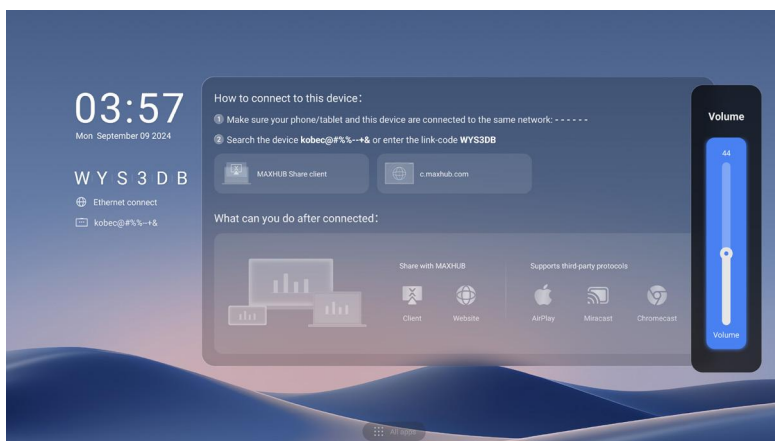 03:57
Mon September 09 2024
WYS3DB
Ethernet connect
kobec@#%%--+&
How to connect to this device:
1 Make sure your phone/tablet and this device are connected to the same network: - - - - - -
2 Search the device kobec@#%%--+& or enter the link-code WYS3DB
MAXHUB Share client
c.maxhub.com
What can you do after connected:
Share with MAXHUB
Client
Website
Supports third-party protocols
AirPlay
Miracast
Chromecast
Volume
44
Volume
All apps